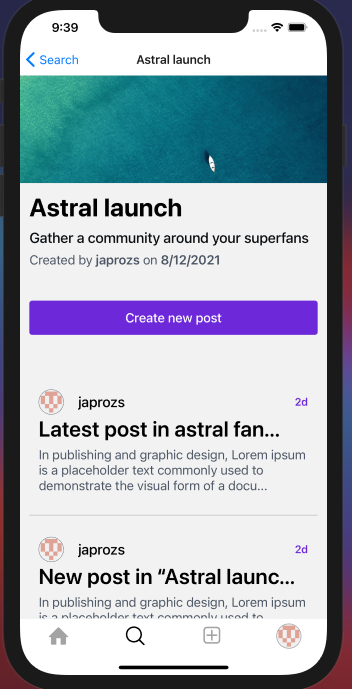 9:39
Search
Astral launch
Astral launch
Gather a community around your superfans
Created by japrozs on 8/12/2021
Create new post
japrozs
2d
Latest post in astral fan...
In publishing and graphic design, Lorem ipsum
is a placeholder text commonly used to
demonstrate the visual form of a docu...
japrozs
2d
New post in “Astral launc...
In publishing and graphic design, Lorem ipsum
is a placeholder text commonly used to